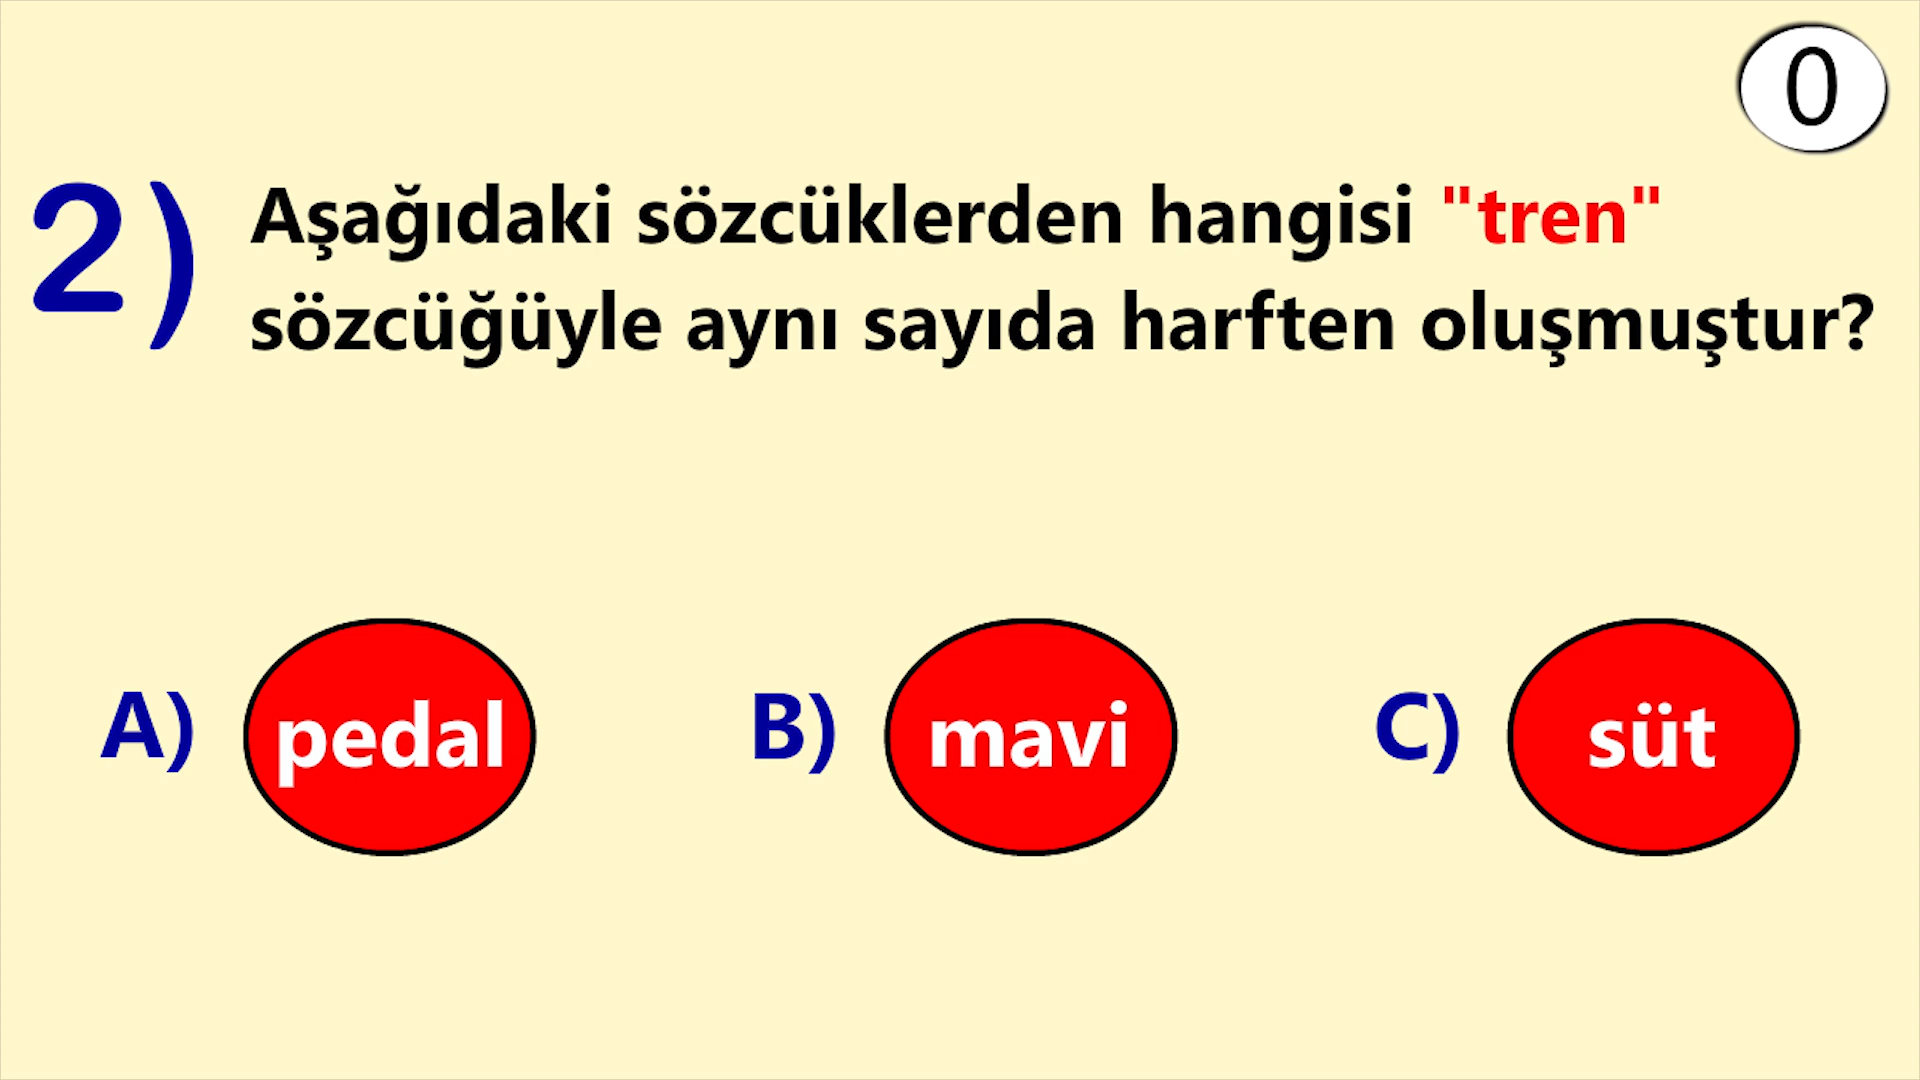 0
2) Aşağıdaki sözcüklerden hangisi "tren"
sözcüğüyle aynı sayıda harften oluşmuştur?
A) pedal B) mavi C) süt